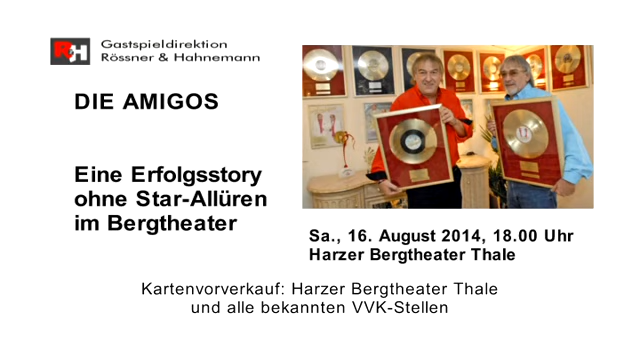 R&H
Gastspieldirektion
Rössner & Hahnemann
DIE AMIGOS
Eine Erfolgsstory
ohne Star-Allüren
im Bergtheater
Sa., 16. August 2014, 18.00 Uhr
Harzer Bergtheater Thale
Kartenvorverkauf: Harzer Bergtheater Thale
und alle bekannten VVK-Stellen